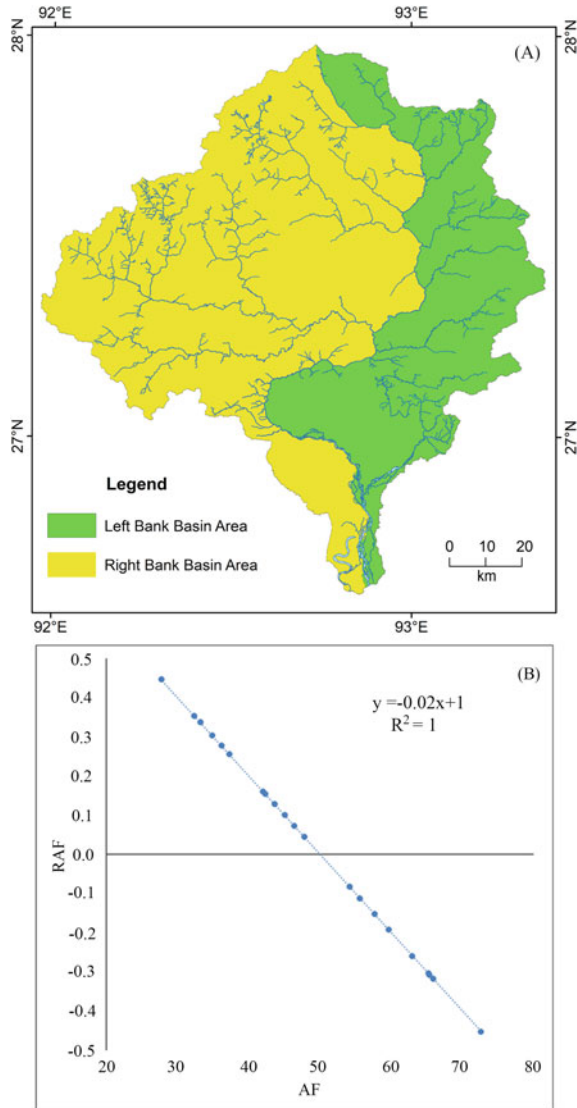 92°E 93°E
28°N 28°N
(A)
27°N 27°N
Legend
Left Bank Basin Area
Right Bank Basin Area
0 10 20
km
92°E 93°E
(B)
y =-0.02x+1
R² = 1
0.5
0.4
0.3
0.2
0.1
0.0
-0.1
-0.2
-0.3
-0.4
-0.5
RAF
20 30 40 50 60 70 80
AF